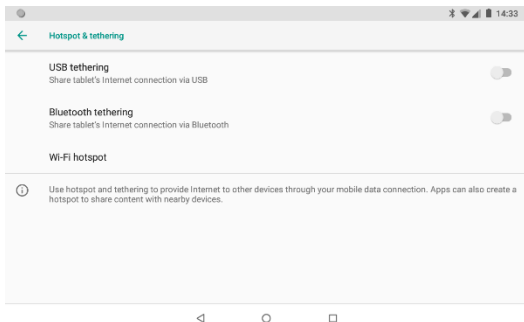 14:33
Hotspot & tethering
USB tethering
Share tablet's Internet connection via USB
Bluetooth tethering
Share tablet's Internet connection via Bluetooth
Wi-Fi hotspot
Use hotspot and tethering to provide Internet to other devices through your mobile data connection. Apps can also create a
hotspot to share content with nearby devices.